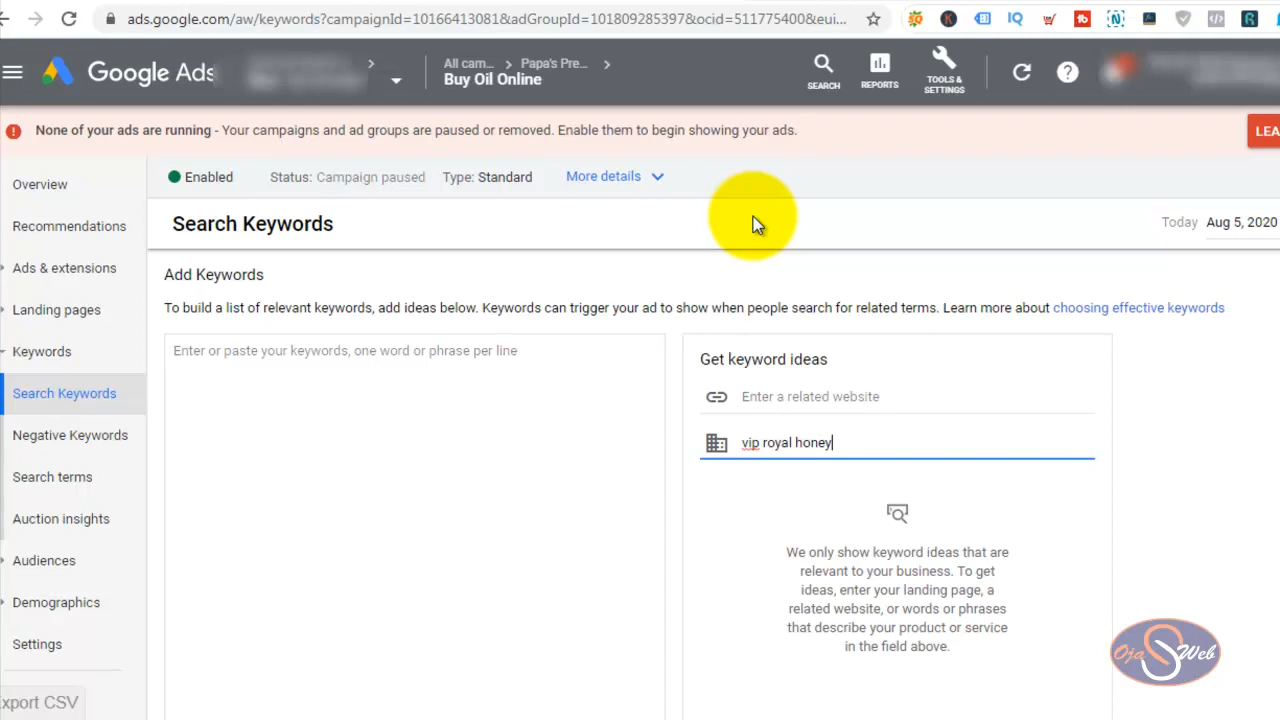 ads.google.com/aw/keywords?campaignId=10166413081&adGroupId=101809285397&ocid=511775400&eui...
Google Ads
All cam...
Papa's Pre...
Buy Oil Online
SEARCH
REPORTS
TOOLS &
SETTINGS
None of your ads are running - Your campaigns and ad groups are paused or removed. Enable them to begin showing your ads.
LEA
Overview
Recommendations
Ads & extensions
Landing pages
Keywords
Search Keywords
Negative Keywords
Search terms
Auction insights
Audiences
Demographics
Settings
Export CSV
Enabled
Status: Campaign paused
Type: Standard
More details
Search Keywords
Today Aug 5, 2020
Add Keywords
To build a list of relevant keywords, add ideas below. Keywords can trigger your ad to show when people search for related terms. Learn more about choosing effective keywords
Enter or paste your keywords, one word or phrase per line
Get keyword ideas
Enter a related website
vip royal honey
We only show keyword ideas that are
relevant to your business. To get
ideas, enter your landing page, a
related website, or words or phrases
that describe your product or service
in the field above.
Ojas Web